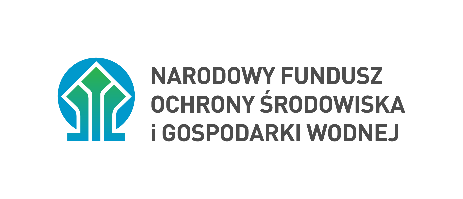 NARODOWY FUNDUSZ
OCHRONY ŚRODOWISKA
i GOSPODARKI WODNEJ